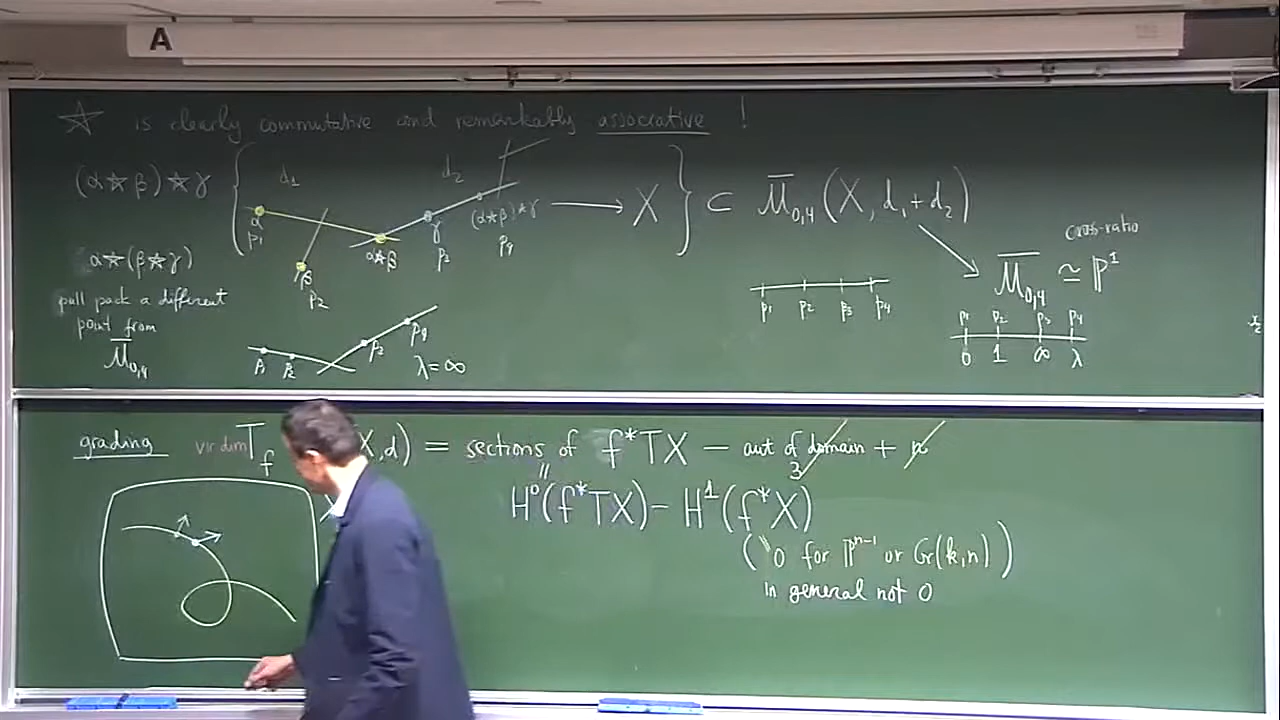 A
☆ is clearly commutative and remarkably associative !
(α☆β)☆γ { d₁ d₂ ⟶ X } ⊂ M̄₀,₄(X, d₁+d₂)
α p₁ β p₂ α☆β γ p₃ (α☆β)☆γ p₄
cross-ratio
M̄₀,₄ ≃ P¹
α☆(β☆γ)
pull pack a different
point from
M̄₀,₄
p₁ p₂ p₃ p₄ λ=∞
p₁ p₂ p₃ p₄
p₁ p₂ p₃ p₄
0 1 ∞ λ
grading vir dim T_f X,d) = sections of f*TX − aut of domain + n
3
"
H⁰(f*TX) − H¹(f*X)
( " 0 for Pⁿ⁻¹ or Gr(k,n) )
in general not 0